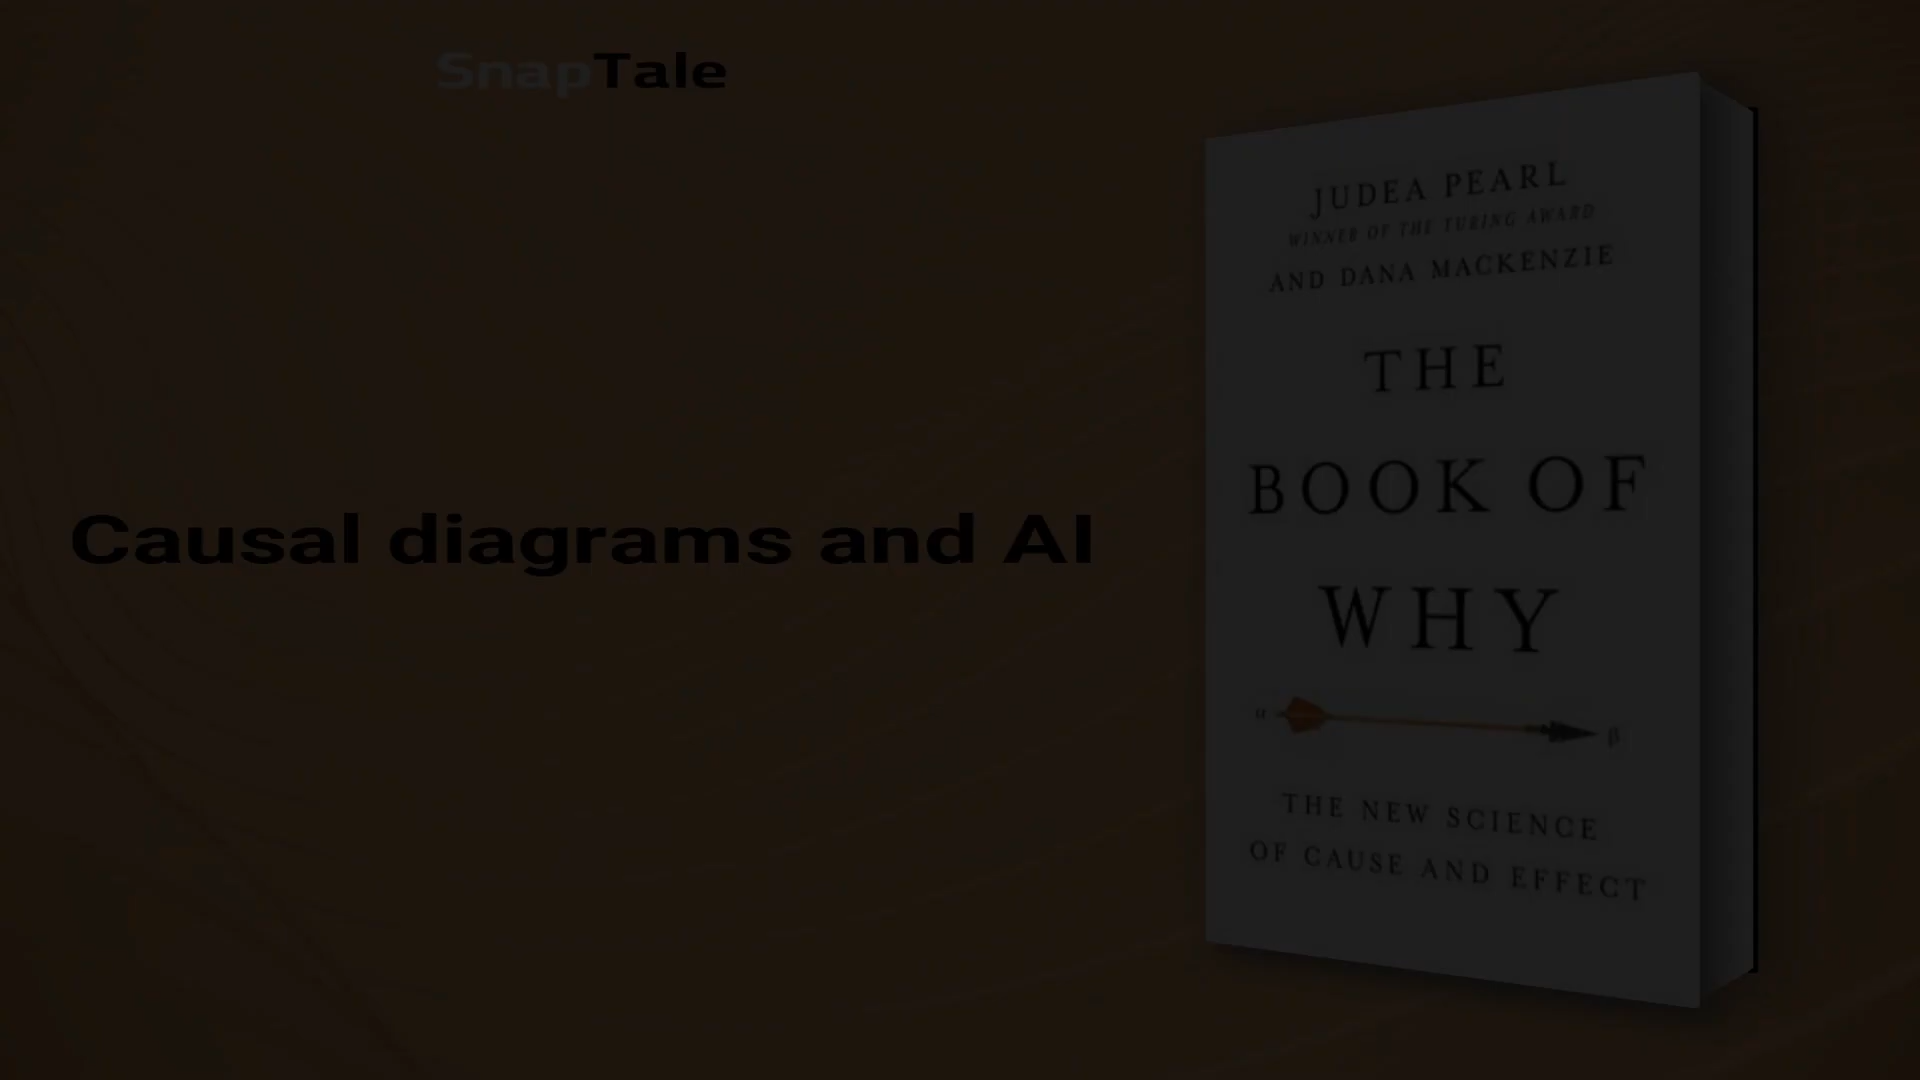 SnapTale
Causal diagrams and AI
JUDEA PEARL
WINNER OF THE TURING AWARD
AND DANA MACKENZIE
THE
BOOK OF
WHY
α β
THE NEW SCIENCE
OF CAUSE AND EFFECT